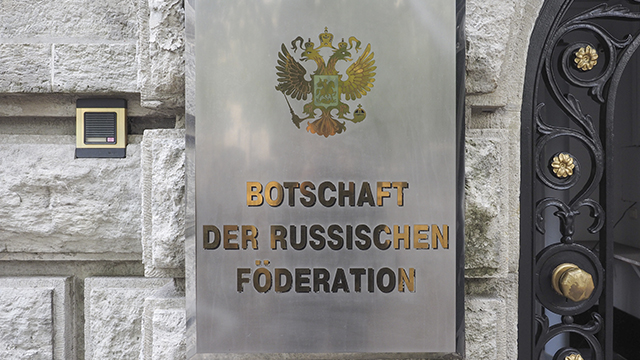 BOTSCHAFT
DER RUSSISCHEN
FÖDERATION